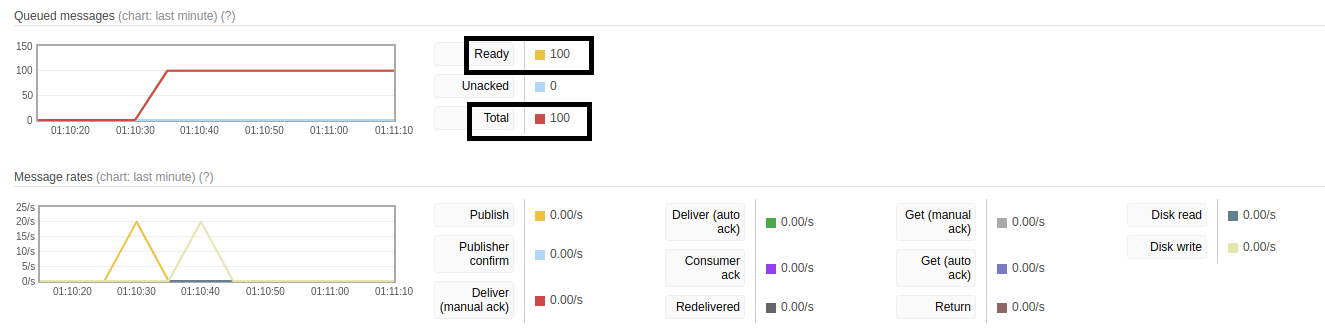 Queued messages (chart: last minute) (?)
150
100
50
0
01:10:20 01:10:30 01:10:40 01:10:50 01:11:00 01:11:10
Ready 100
Unacked 0
Total 100
Message rates (chart: last minute) (?)
25/s
20/s
15/s
10/s
5/s
0/s
01:10:20 01:10:30 01:10:40 01:10:50 01:11:00 01:11:10
Publish 0.00/s
Publisher
confirm 0.00/s
Deliver
(manual ack) 0.00/s
Deliver (auto
ack) 0.00/s
Consumer
ack 0.00/s
Redelivered 0.00/s
Get (manual
ack) 0.00/s
Get (auto
ack) 0.00/s
Return 0.00/s
Disk read 0.00/s
Disk write 0.00/s